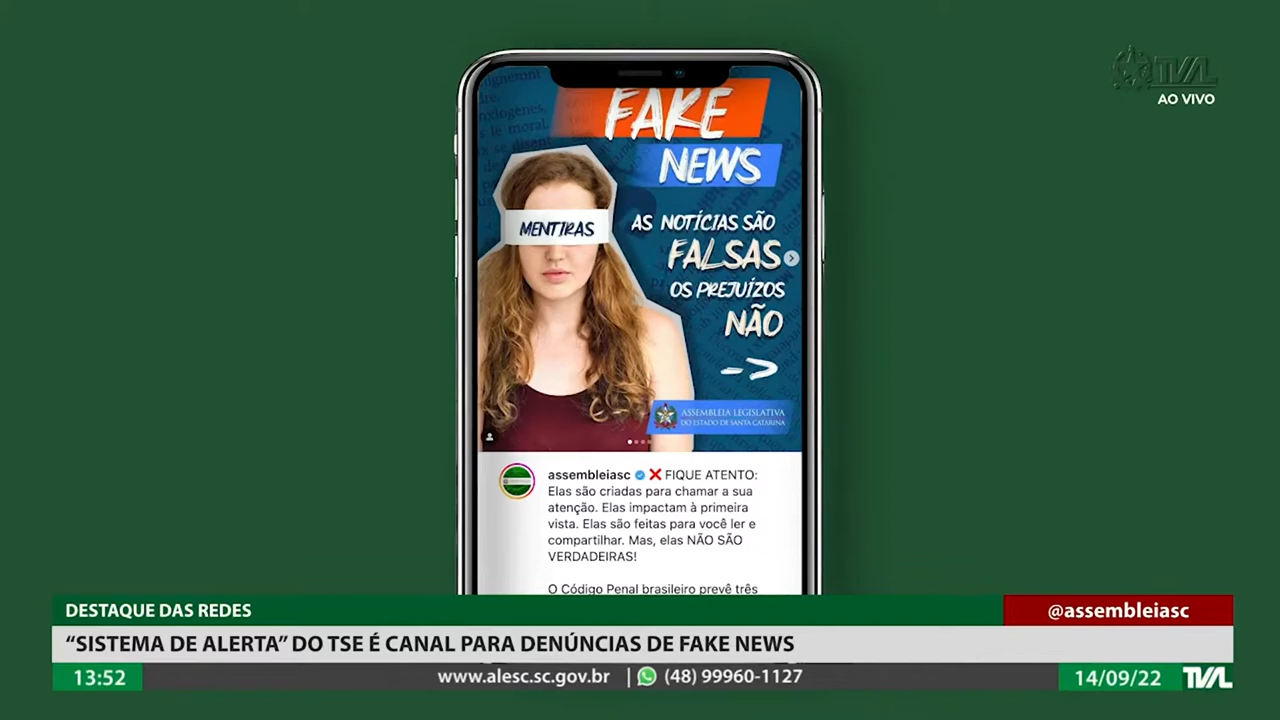 TVAL
AO VIVO
FAKE
NEWS
MENTIRAS
AS NOTÍCIAS SÃO
FALSAS
OS PREJUÍZOS
NÃO
->
ASSEMBLEIA LEGISLATIVA
DO ESTADO DE SANTA CATARINA
assembleiasc ❌ FIQUE ATENTO:
Elas são criadas para chamar a sua
atenção. Elas impactam à primeira
vista. Elas são feitas para você ler e
compartilhar. Mas, elas NÃO SÃO
VERDADEIRAS!
O Código Penal brasileiro prevê três
DESTAQUE DAS REDES
@assembleiasc
“SISTEMA DE ALERTA” DO TSE É CANAL PARA DENÚNCIAS DE FAKE NEWS
13:52
www.alesc.sc.gov.br | (48) 99960-1127
14/09/22
TVAL